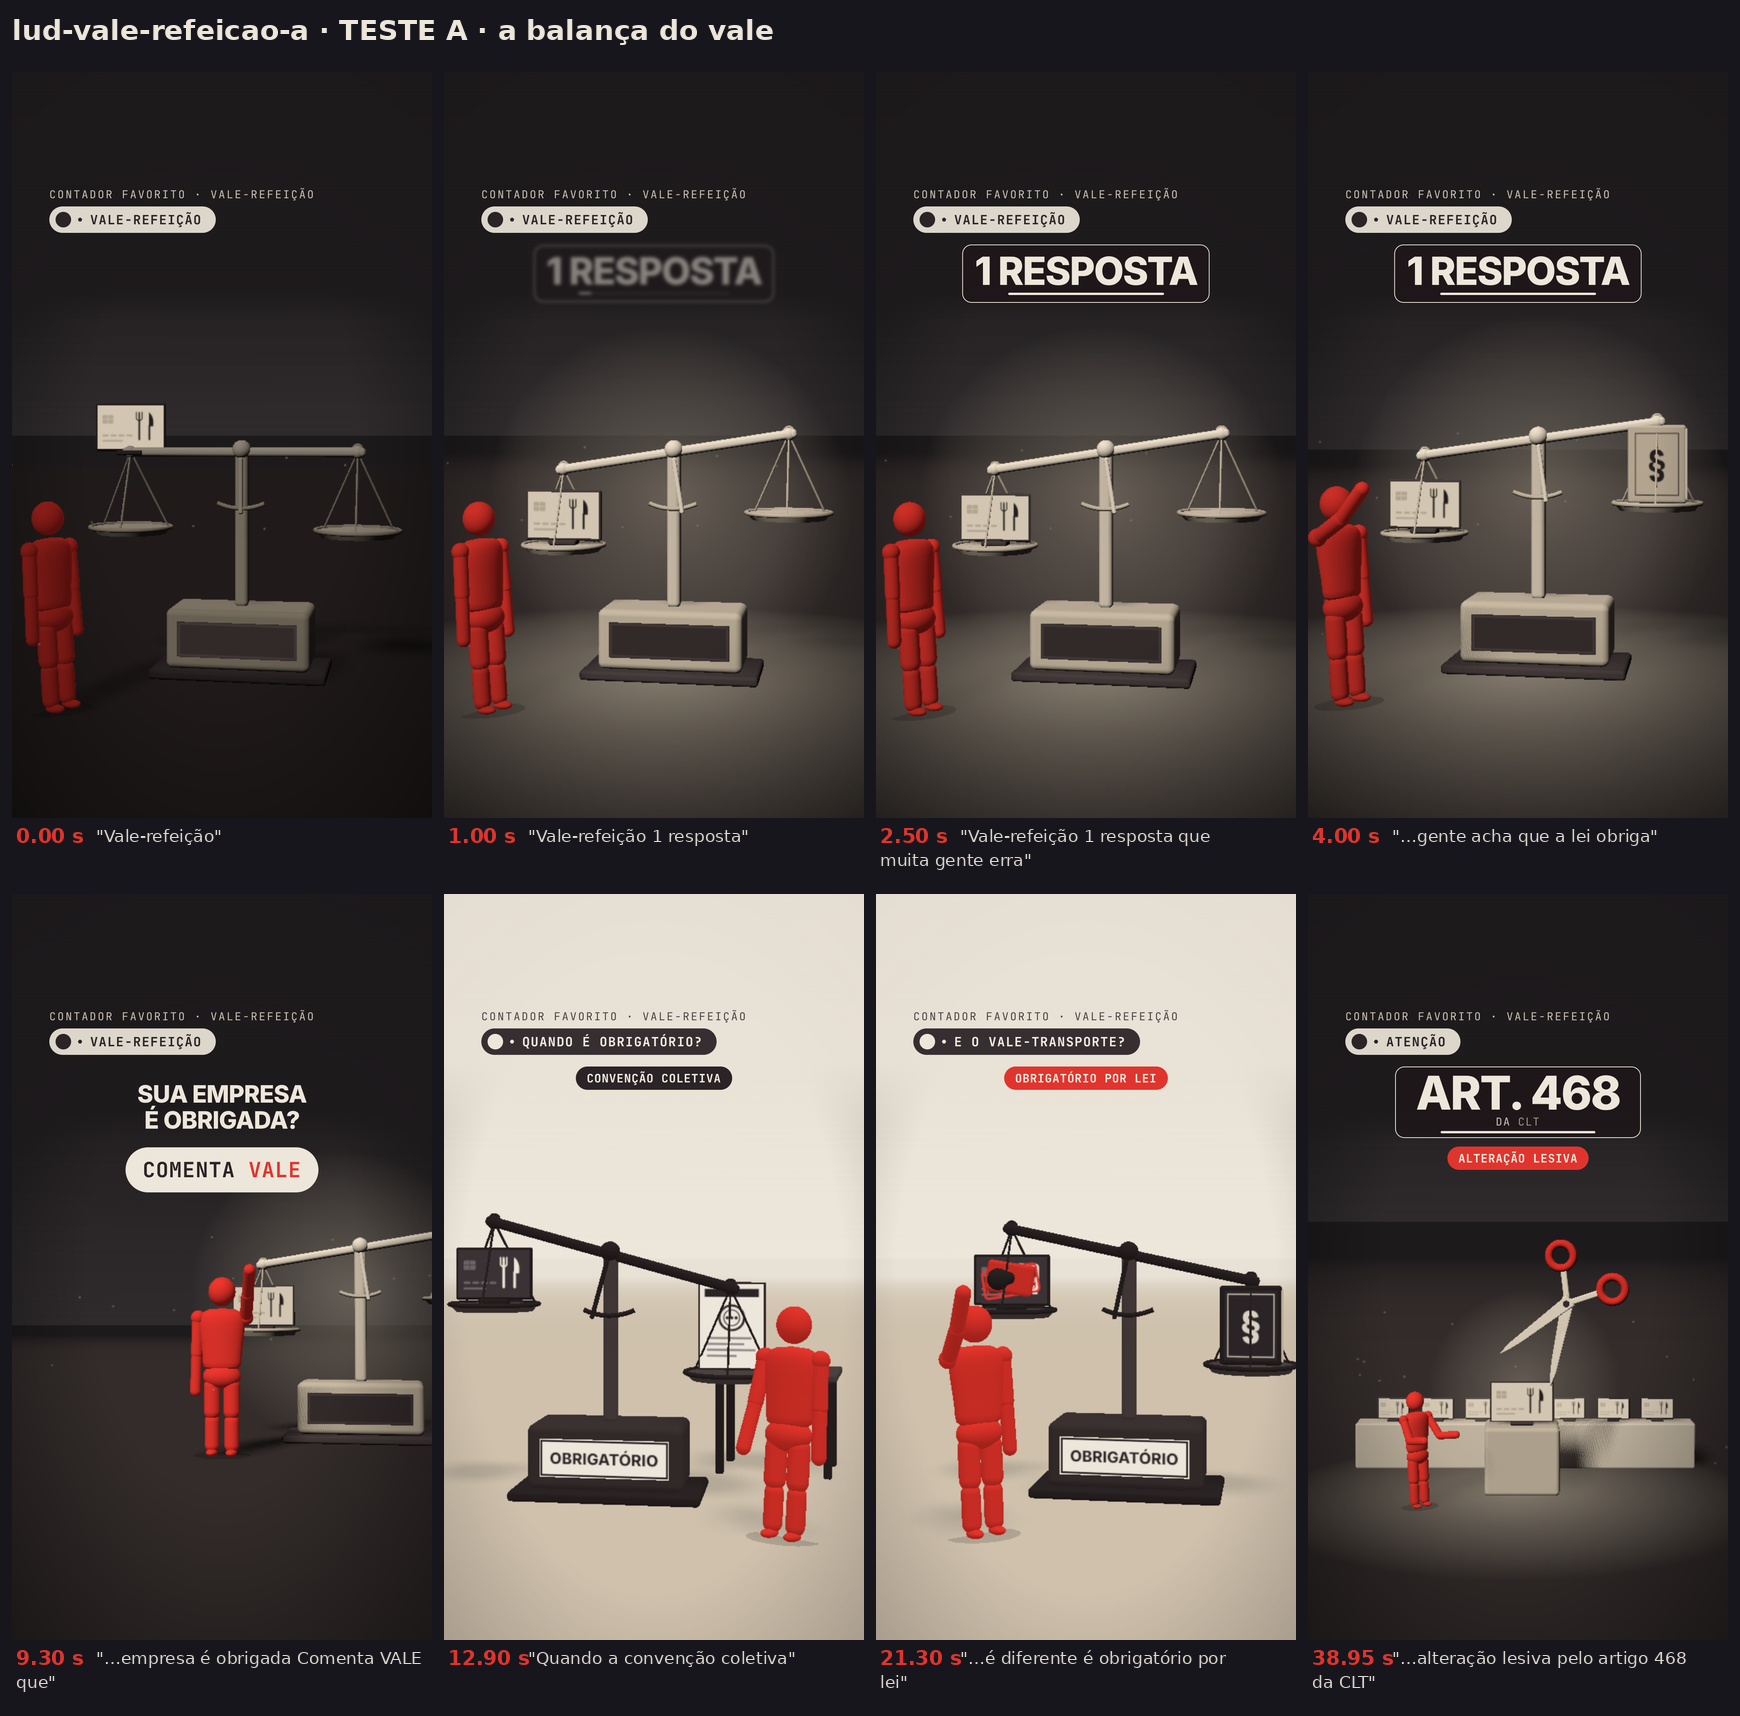 lud-vale-refeicao-a · TESTE A · a balança do vale
CONTADOR FAVORITO · VALE-REFEIÇÃO
• VALE-REFEIÇÃO
0.00 s "Vale-refeição"
CONTADOR FAVORITO · VALE-REFEIÇÃO
• VALE-REFEIÇÃO
1 RESPOSTA
1.00 s "Vale-refeição 1 resposta"
CONTADOR FAVORITO · VALE-REFEIÇÃO
• VALE-REFEIÇÃO
1 RESPOSTA
2.50 s "Vale-refeição 1 resposta que
muita gente erra"
CONTADOR FAVORITO · VALE-REFEIÇÃO
• VALE-REFEIÇÃO
1 RESPOSTA
§
4.00 s "...gente acha que a lei obriga"
CONTADOR FAVORITO · VALE-REFEIÇÃO
• VALE-REFEIÇÃO
SUA EMPRESA
É OBRIGADA?
COMENTA VALE
9.30 s "...empresa é obrigada Comenta VALE
que"
CONTADOR FAVORITO · VALE-REFEIÇÃO
• QUANDO É OBRIGATÓRIO?
CONVENÇÃO COLETIVA
OBRIGATÓRIO
12.90 s "Quando a convenção coletiva"
CONTADOR FAVORITO · VALE-REFEIÇÃO
• E O VALE-TRANSPORTE?
OBRIGATÓRIO POR LEI
§
OBRIGATÓRIO
21.30 s "...é diferente é obrigatório por
lei"
CONTADOR FAVORITO · VALE-REFEIÇÃO
• ATENÇÃO
ART. 468
DA CLT
ALTERAÇÃO LESIVA
38.95 s "...alteração lesiva pelo artigo 468
da CLT"